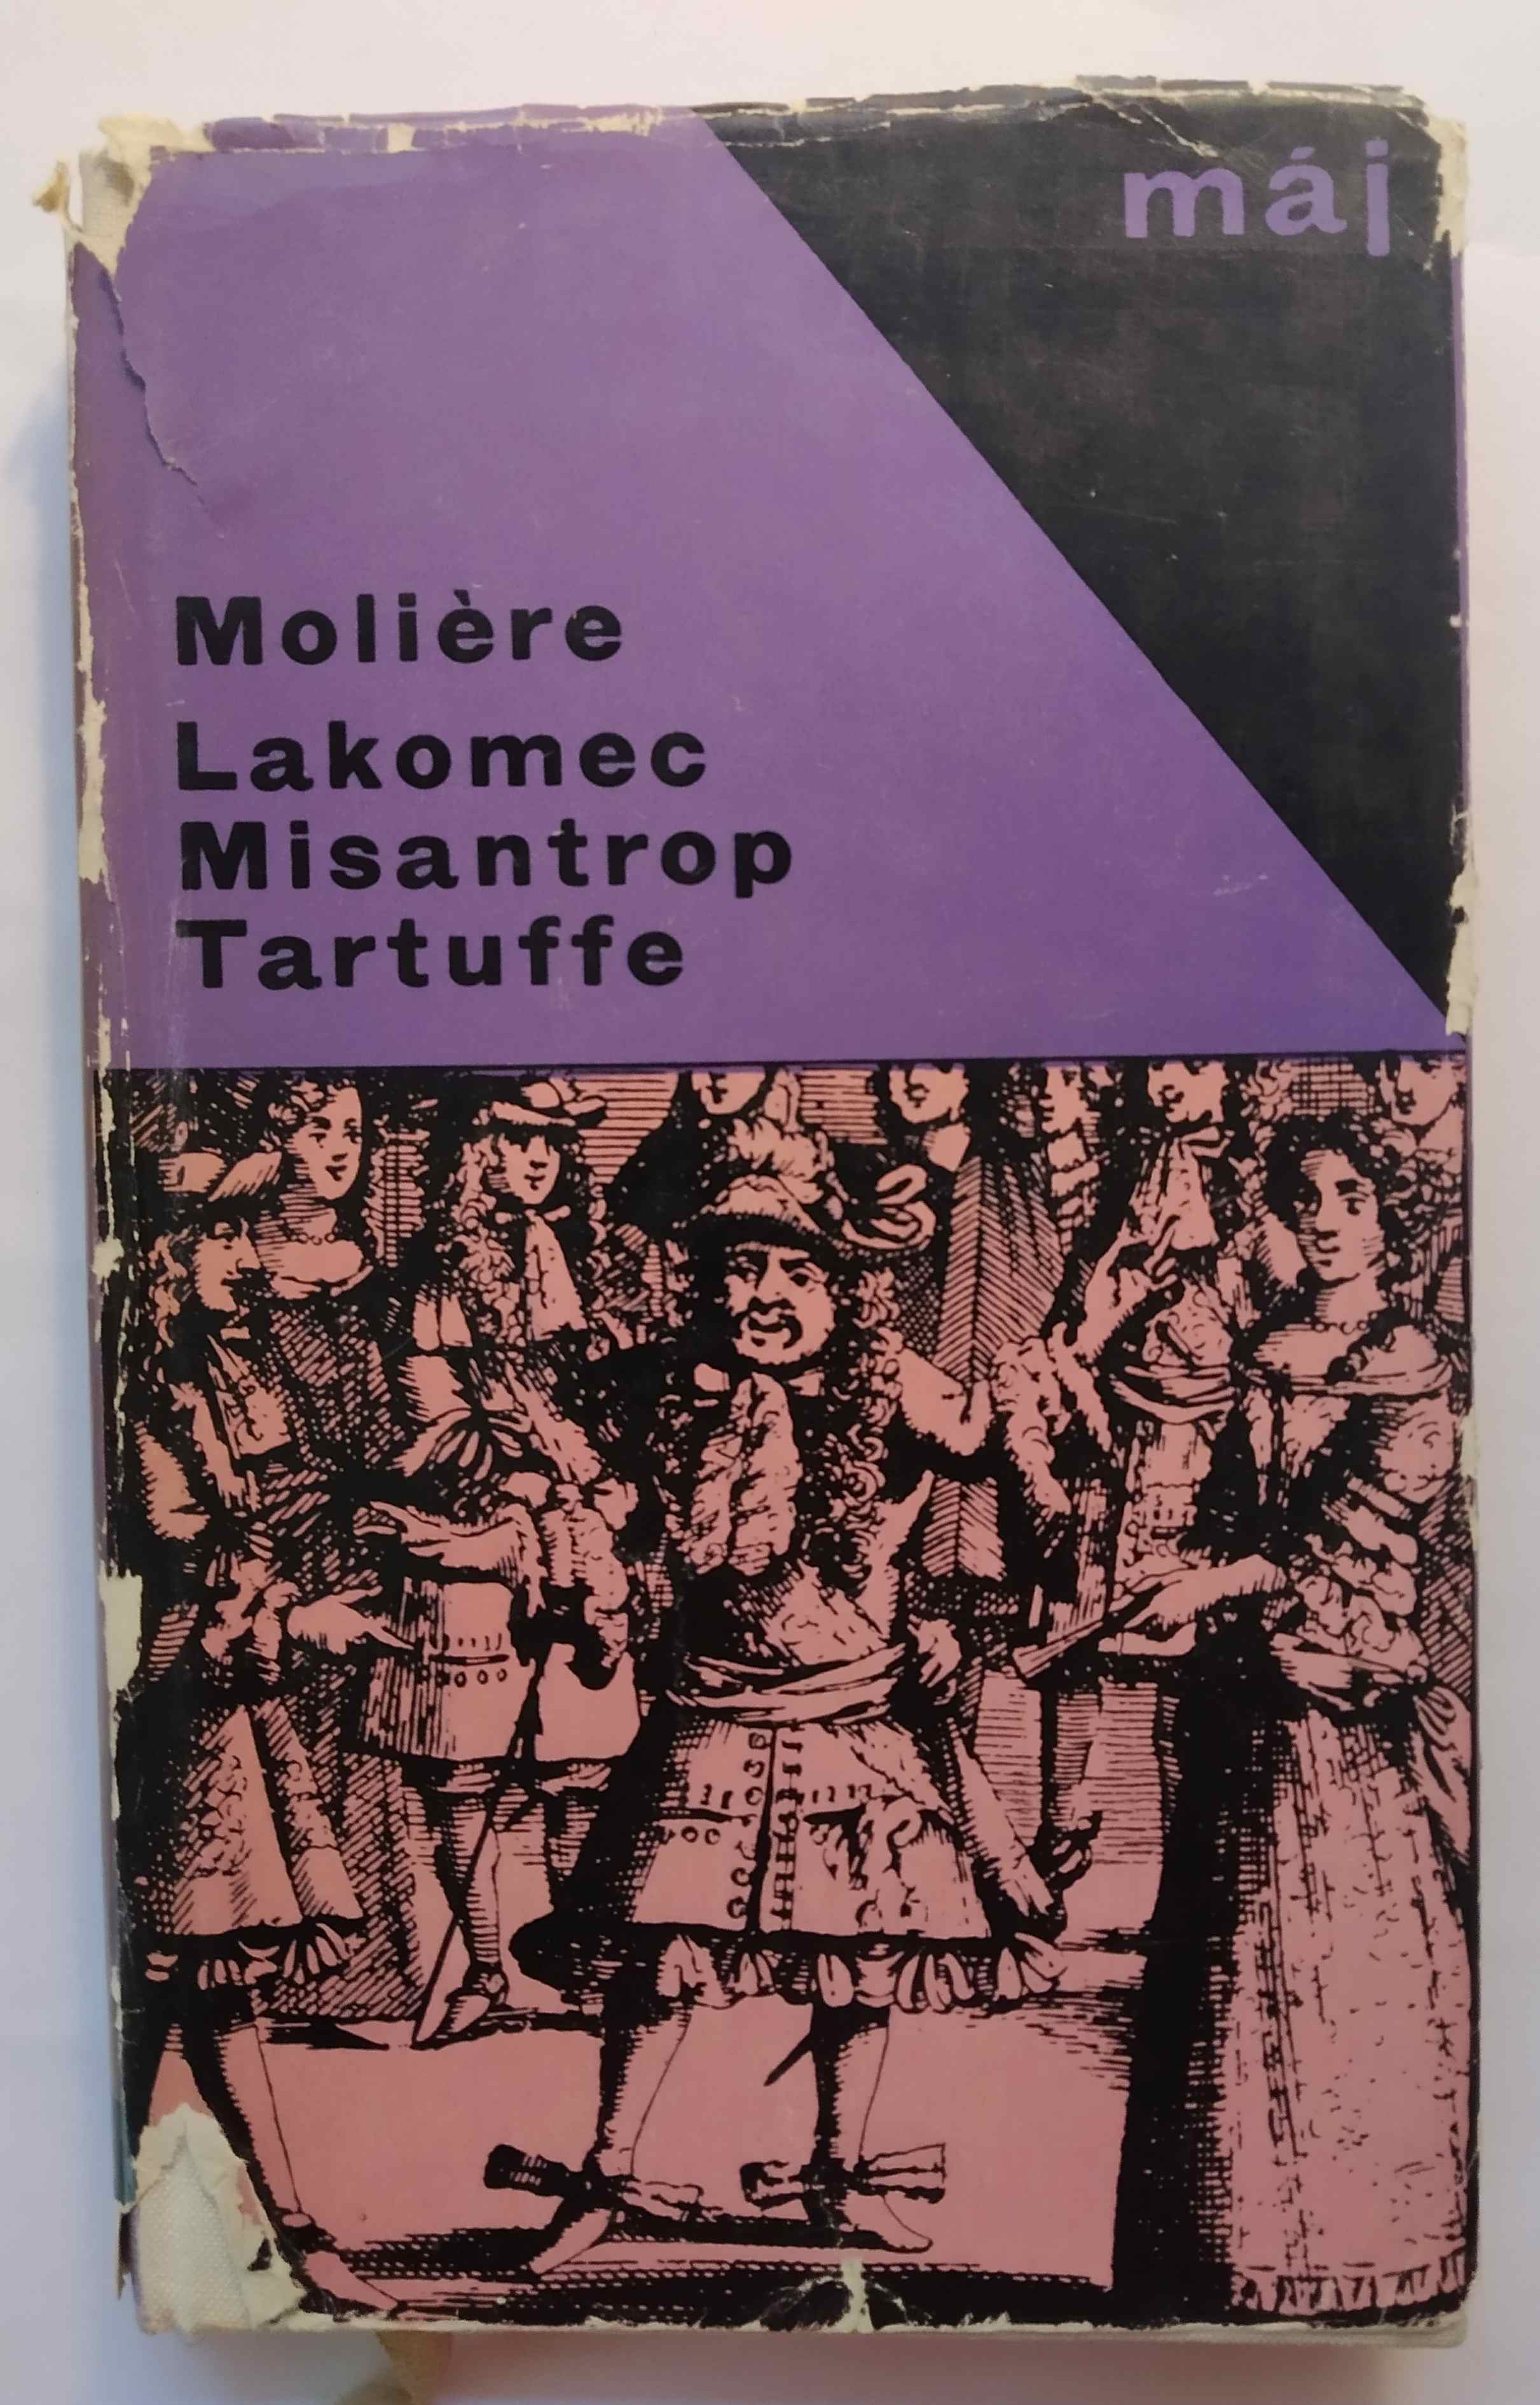 máj
Molière
Lakomec
Misantrop
Tartuffe